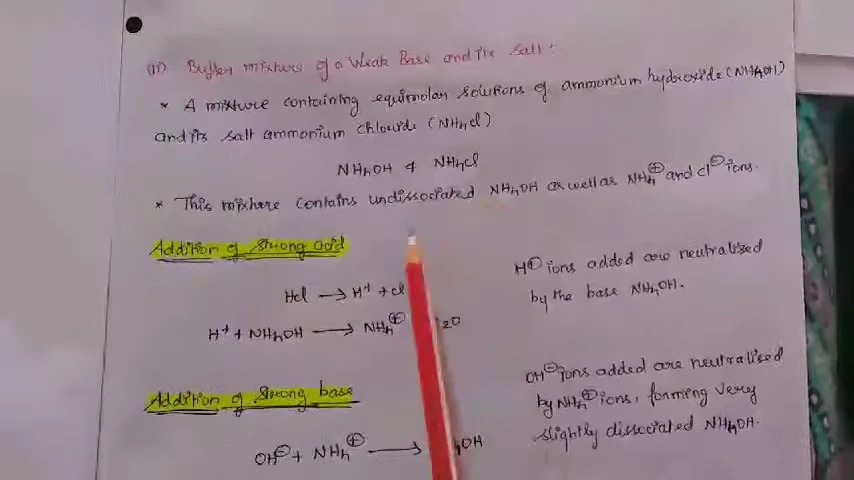 (ii) Buffer mixture of a Weak Base and its salt:
* A mixture containing equimolar solutions of ammonium hydroxide (NH4OH)
and its salt ammonium chloride (NH4Cl)
NH4OH & NH4Cl
* This mixture contains undissociated NH4OH as well as NH4⊕ and Cl⊖ ions.
Addition of strong acid
HCl → H+ + Cl
H+ + NH4OH → NH4⊕ 2O
H⊕ ions added are neutralised
by the base NH4OH.
Addition of strong base
OH⊖ + NH4⊕ → 4OH
OH⊖ ions added are neutralised
by NH4⊕ ions, forming very
slightly dissociated NH4OH.